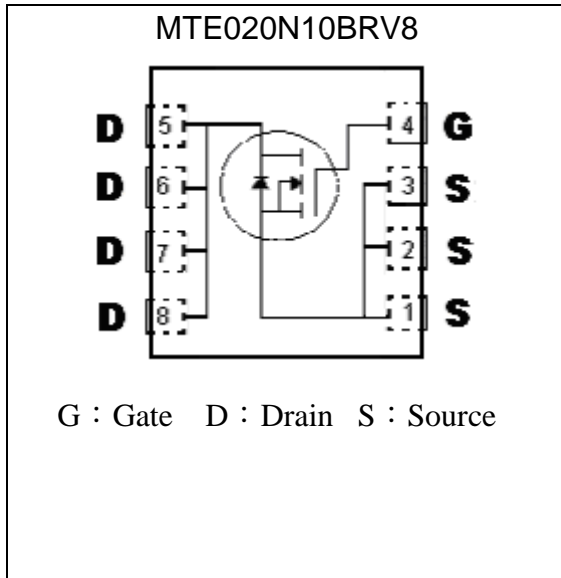 MTE020N10BRV8
D 5 4 G
D 6 3 S
D 7 2 S
D 8 1 S
G：Gate D：Drain S：Source